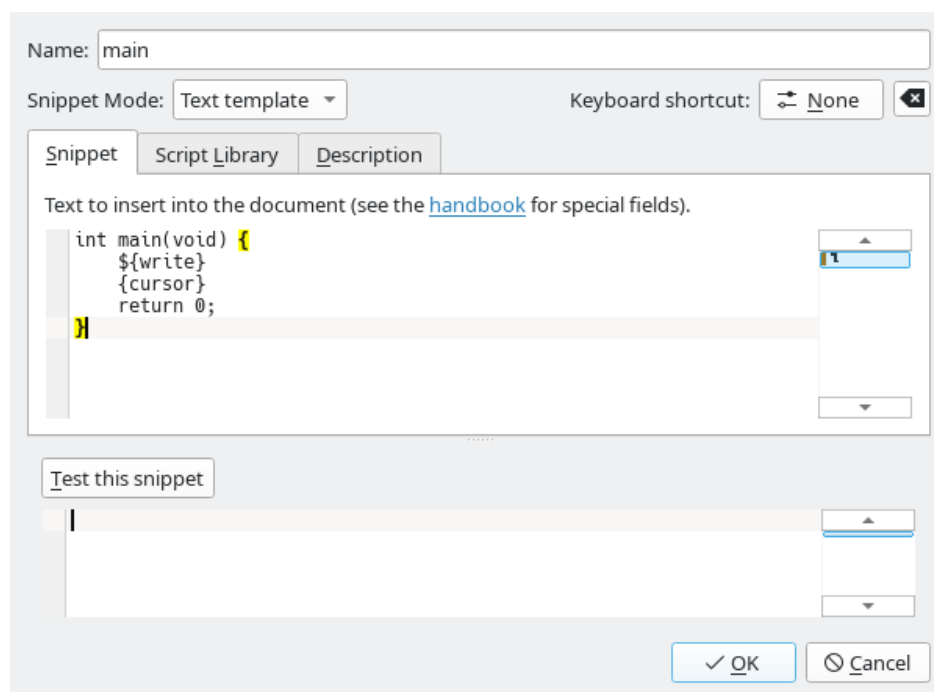 Name: main
Snippet Mode: Text template Keyboard shortcut: None
Snippet Script Library Description
Text to insert into the document (see the handbook for special fields).
int main(void) {
    ${write}
    {cursor}
    return 0;
}
Test this snippet
OK Cancel